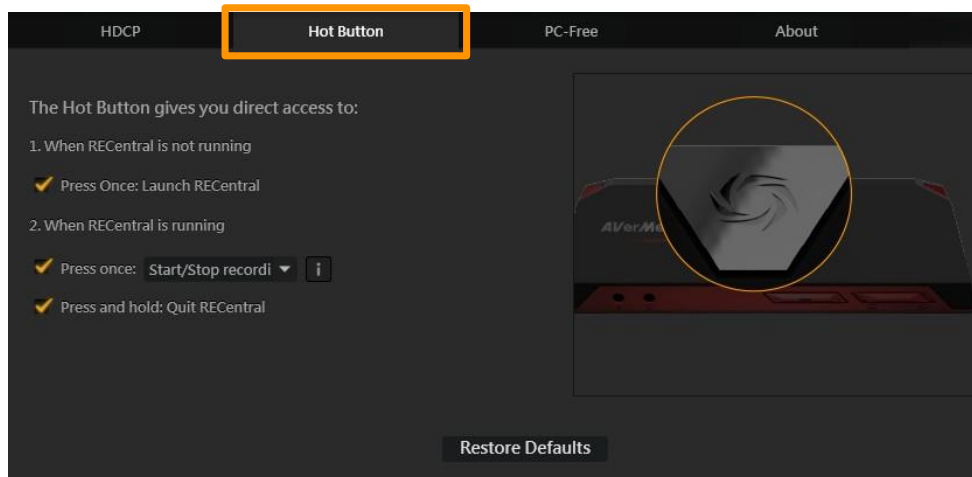 HDCP
Hot Button
PC-Free
About
The Hot Button gives you direct access to:
1. When RECentral is not running
Press Once: Launch RECentral
2. When RECentral is running
Press once: Start/Stop recordi
i
Press and hold: Quit RECentral
Restore Defaults